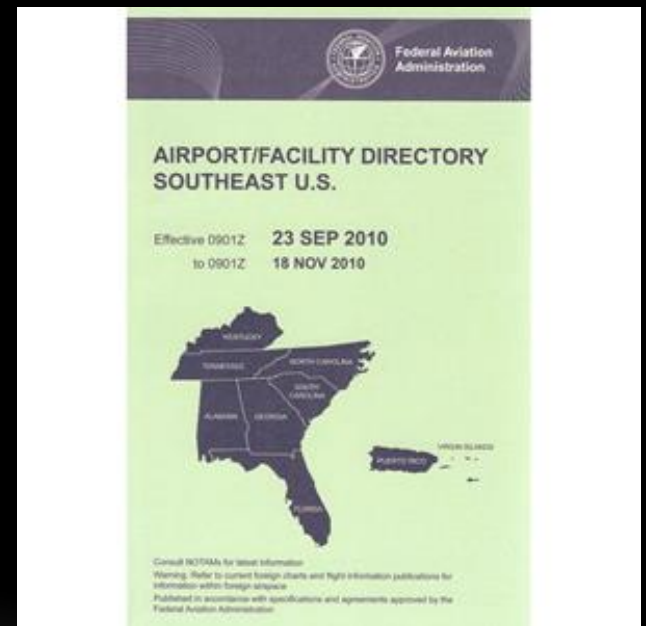 Federal Aviation
Administration
AIRPORT/FACILITY DIRECTORY
SOUTHEAST U.S.
Effective 0901Z 23 SEP 2010
to 0901Z 18 NOV 2010
KENTUCKY
TENNESSEE
NORTH CAROLINA
SOUTH
CAROLINA
ALABAMA
GEORGIA
VIRGIN ISLANDS
PUERTO RICO
FLORIDA
Consult NOTAMs for latest information
Warning: Refer to current foreign charts and flight information publications for
information within foreign airspace
Published in accordance with specifications and agreements approved by the
Federal Aviation Administration